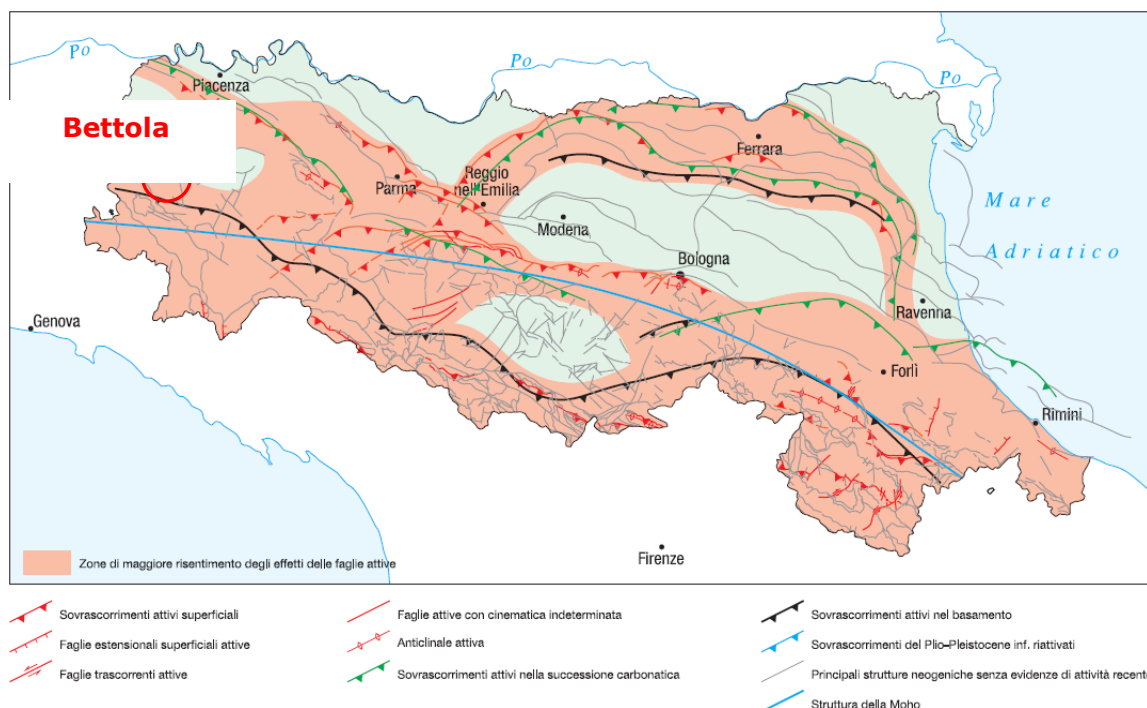 Po
Po
Po
Piacenza
Bettola
Ferrara
Parma
Reggio
nell'Emilia
Modena
Mare
Adriatico
Bologna
Ravenna
Genova
Forlì
Rimini
Firenze
Zone di maggiore risentimento degli effetti delle faglie attive
Sovrascorrimenti attivi superficiali
Faglie estensionali superficiali attive
Faglie trascorrenti attive
Faglie attive con cinematica indeterminata
Anticlinale attiva
Sovrascorrimenti attivi nella successione carbonatica
Sovrascorrimenti attivi nel basamento
Sovrascorrimenti del Plio–Pleistocene inf. riattivati
Principali strutture neogeniche senza evidenze di attività recente
Struttura della Moho